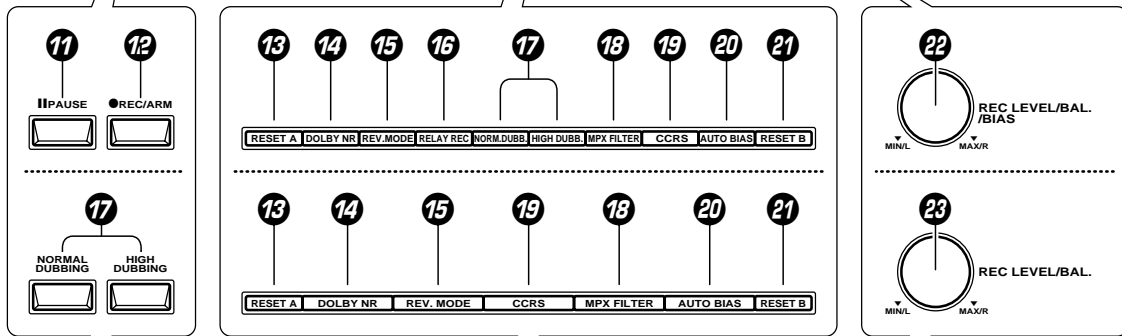 11 12
IIPAUSE ●REC/ARM
17
NORMAL DUBBING HIGH DUBBING
13 14 15 16 17 18 19 20 21
RESET A DOLBY NR REV.MODE RELAY REC NORM.DUBB. HIGH DUBB. MPX FILTER CCRS AUTO BIAS RESET B
13 14 15 19 18 20 21
RESET A DOLBY NR REV. MODE CCRS MPX FILTER AUTO BIAS RESET B
22
REC LEVEL/BAL.
/BIAS
MIN/L MAX/R
23
REC LEVEL/BAL.
MIN/L MAX/R